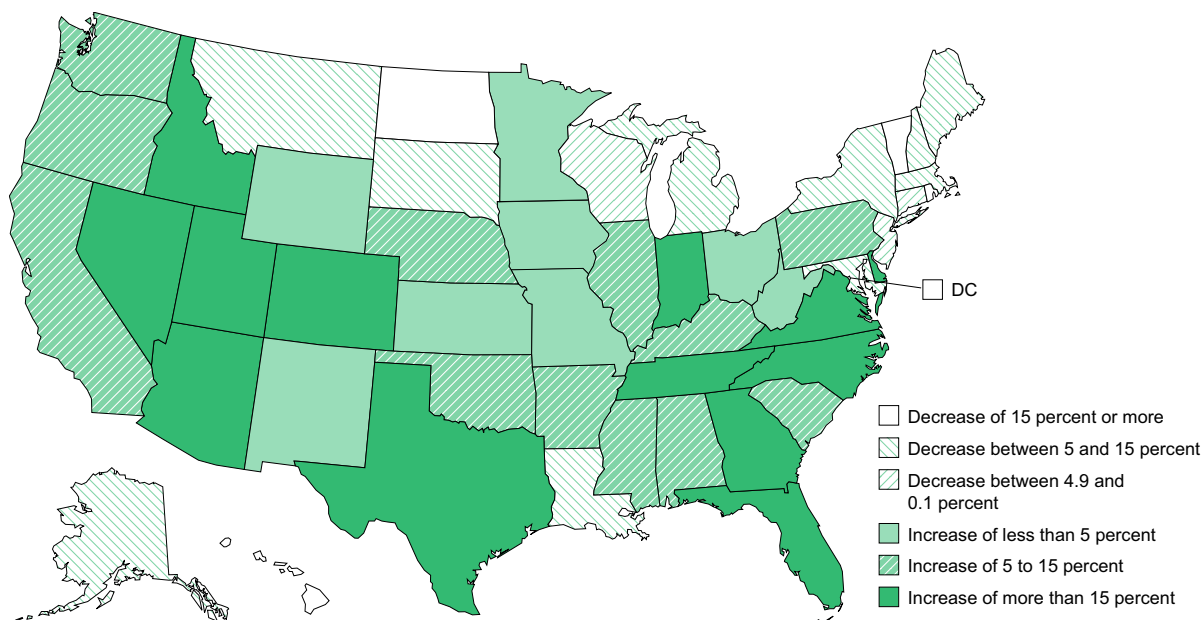 DC
Decrease of 15 percent or more
Decrease between 5 and 15 percent
Decrease between 4.9 and
0.1 percent
Increase of less than 5 percent
Increase of 5 to 15 percent
Increase of more than 15 percent